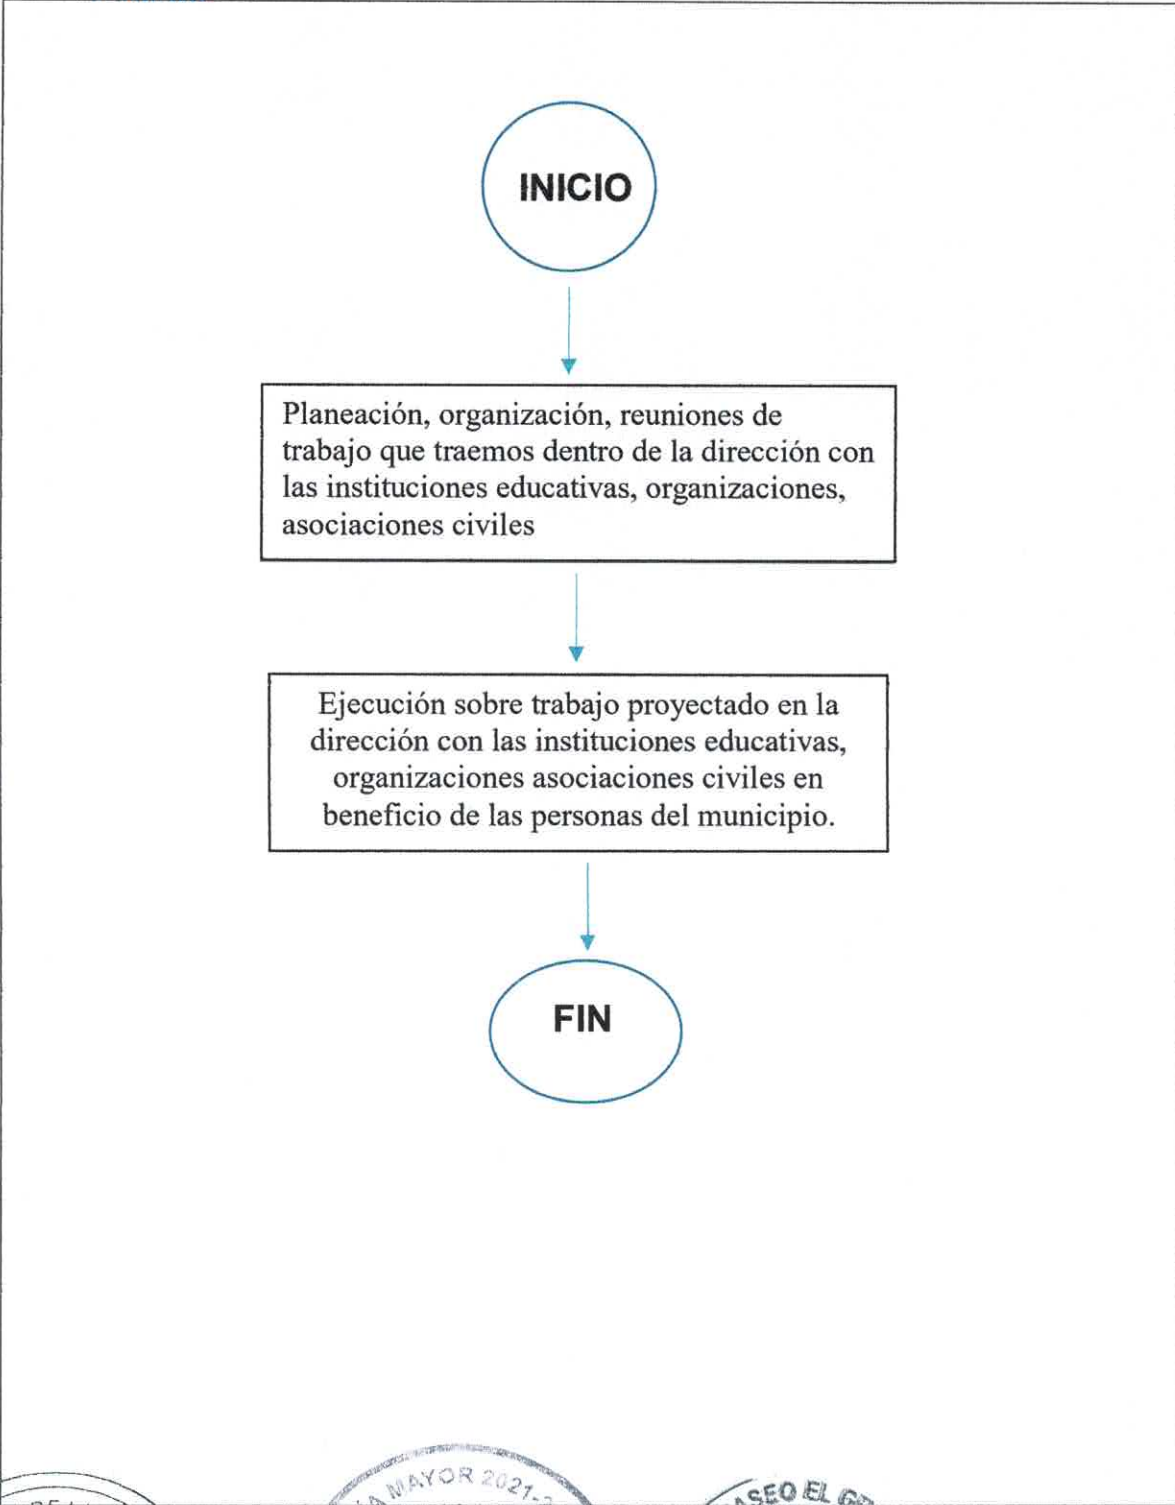 INICIO
Planeación, organización, reuniones de
trabajo que traemos dentro de la dirección con
las instituciones educativas, organizaciones,
asociaciones civiles
Ejecución sobre trabajo proyectado en la
dirección con las instituciones educativas,
organizaciones asociaciones civiles en
beneficio de las personas del municipio.
FIN
MAYOR 2021-
EL